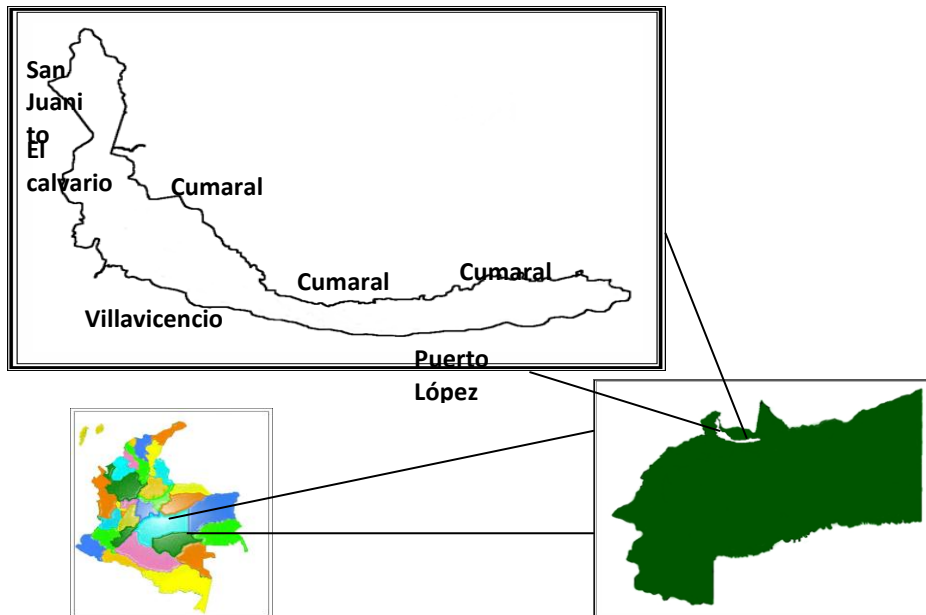 San
Juani
to
El
calvario
Cumaral
Cumaral
Cumaral
Villavicencio
Puerto
López